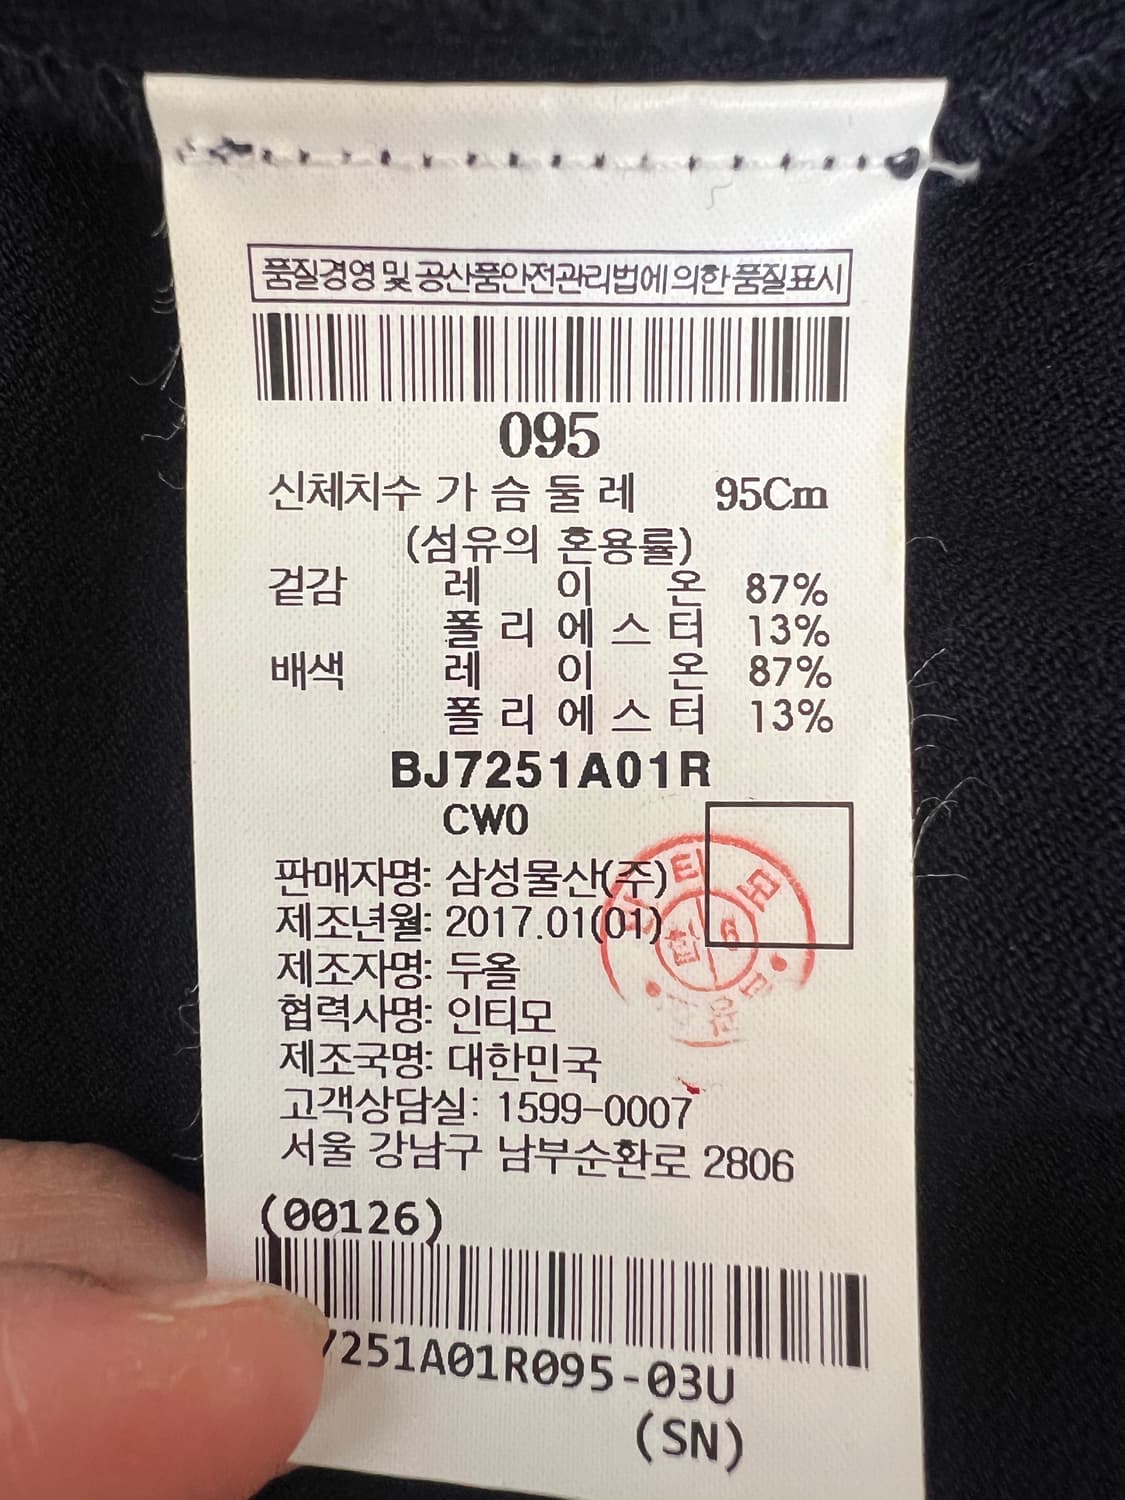 품질경영 및 공산품안전관리법에 의한 품질표시
095
신체치수 가슴둘레 95Cm
(섬유의 혼용률)
겉감 레이온 87%
폴리에스터 13%
배색 레이온 87%
폴리에스터 13%
BJ7251A01R
CW0
판매자명: 삼성물산(주)
제조년월: 2017.01(01)
제조자명: 두올
협력사명: 인티모
제조국명: 대한민국
고객상담실: 1599-0007
서울 강남구 남부순환로 2806
(00126)
7251A01R095-03U
(SN)